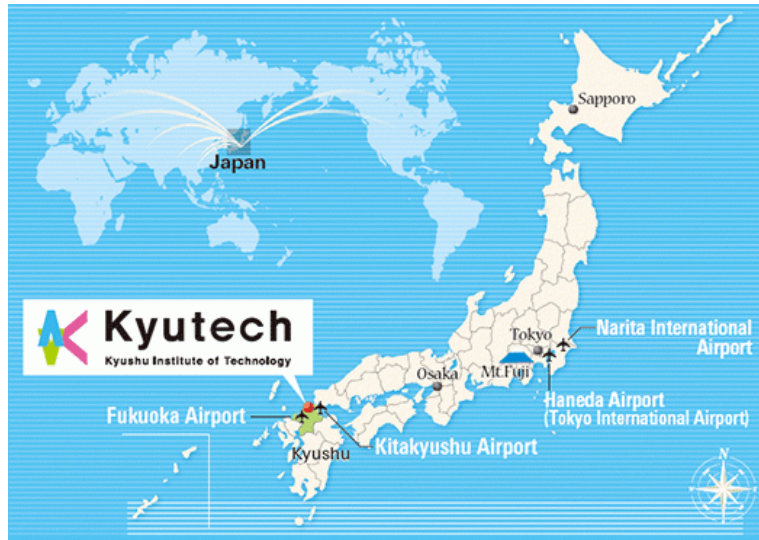 Sapporo
Japan
Kyutech
Kyushu Institute of Technology
Narita International
Airport
Tokyo
Mt.Fuji
Osaka
Haneda Airport
(Tokyo International Airport)
Fukuoka Airport
Kitakyushu Airport
Kyushu
N